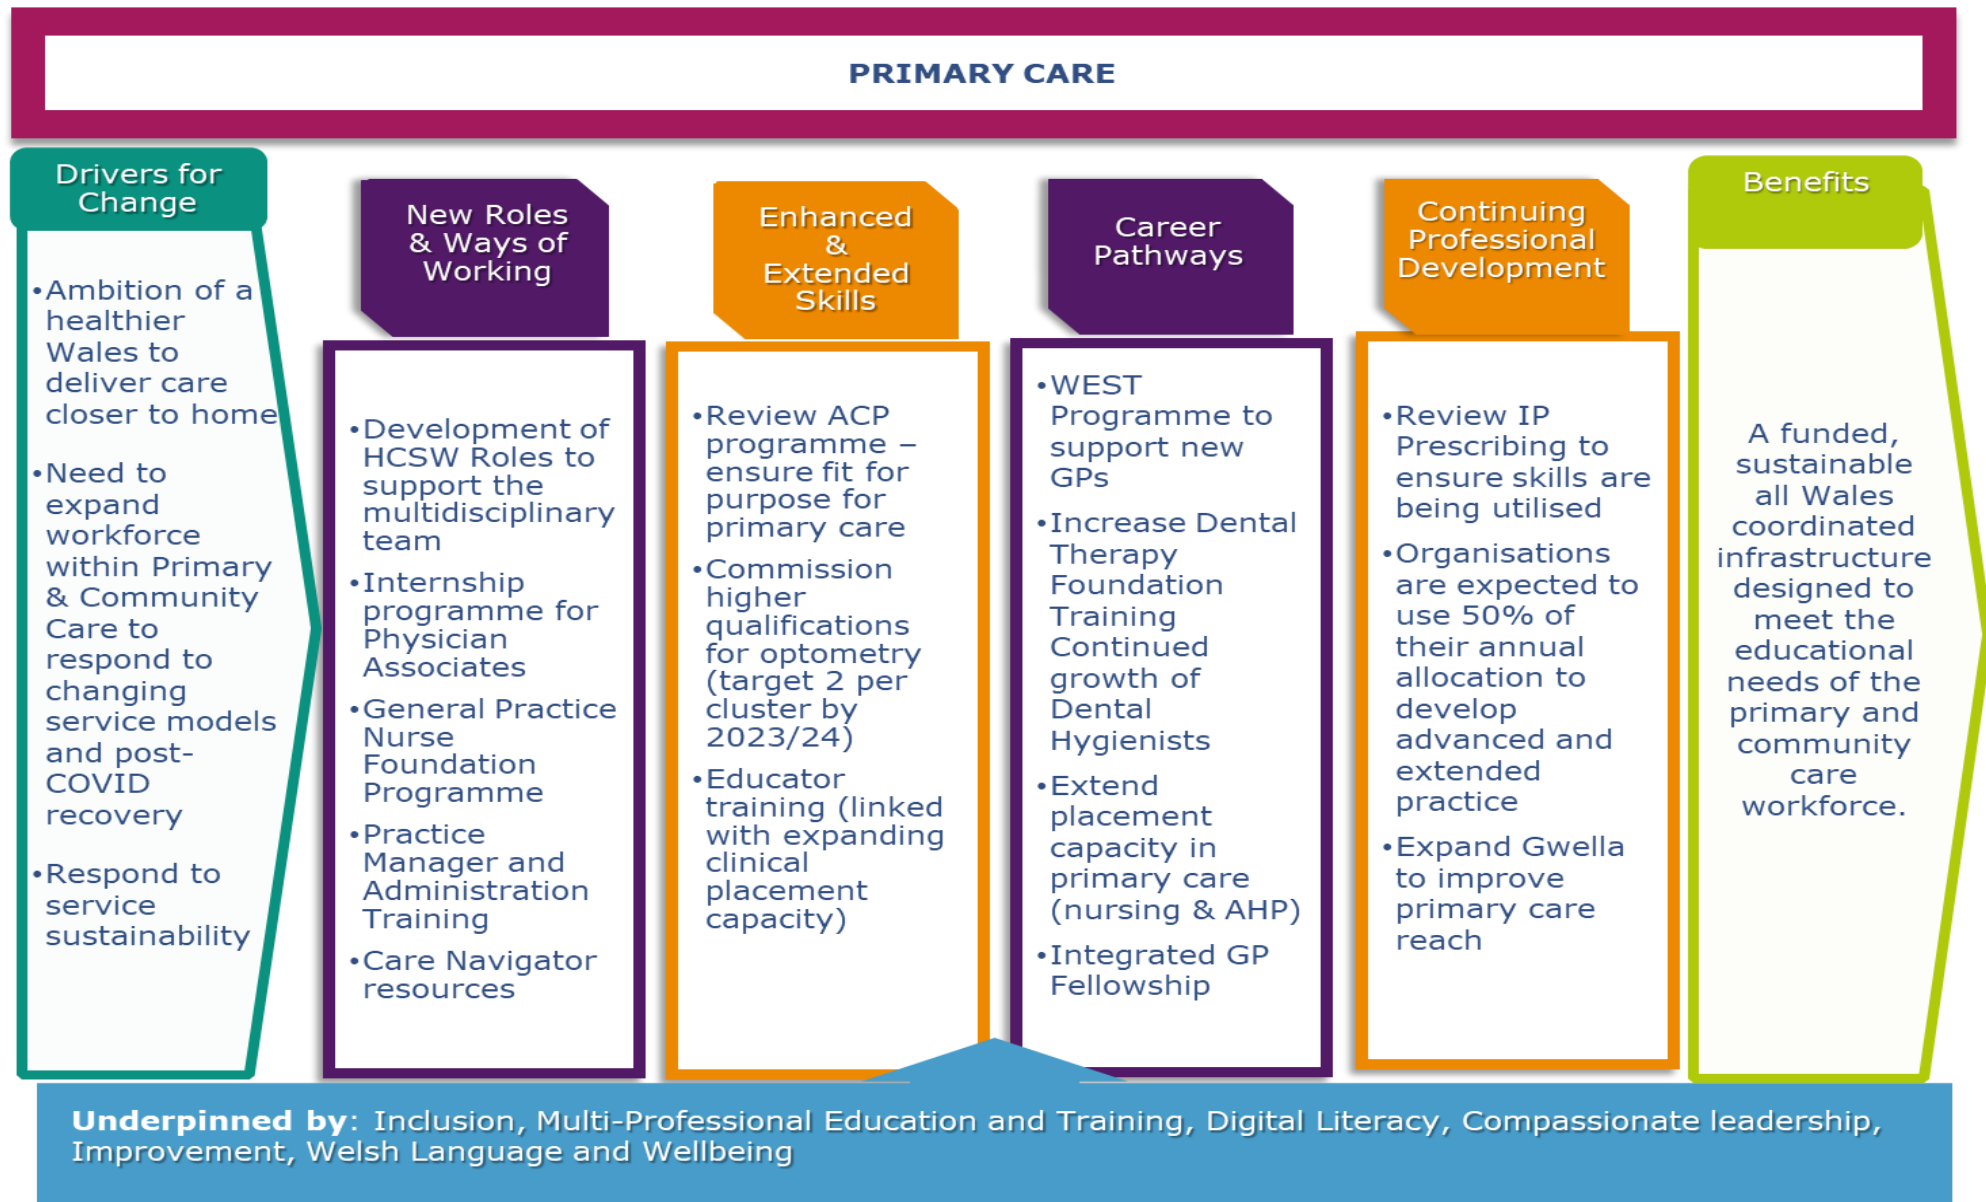 PRIMARY CARE
Drivers for
Change
•Ambition of a
healthier
Wales to
deliver care
closer to home
•Need to
expand
workforce
within Primary
& Community
Care to
respond to
changing
service models
and post-
COVID
recovery
•Respond to
service
sustainability
New Roles
& Ways of
Working
•Development of
HCSW Roles to
support the
multidisciplinary
team
•Internship
programme for
Physician
Associates
•General Practice
Nurse
Foundation
Programme
•Practice
Manager and
Administration
Training
•Care Navigator
resources
Enhanced
&
Extended
Skills
•Review ACP
programme –
ensure fit for
purpose for
primary care
•Commission
higher
qualifications
for optometry
(target 2 per
cluster by
2023/24)
•Educator
training (linked
with expanding
clinical
placement
capacity)
Career
Pathways
•WEST
Programme to
support new
GPs
•Increase Dental
Therapy
Foundation
Training
Continued
growth of
Dental
Hygienists
•Extend
placement
capacity in
primary care
(nursing & AHP)
•Integrated GP
Fellowship
Continuing
Professional
Development
•Review IP
Prescribing to
ensure skills are
being utilised
•Organisations
are expected to
use 50% of
their annual
allocation to
develop
advanced and
extended
practice
•Expand Gwella
to improve
primary care
reach
Benefits
A funded,
sustainable
all Wales
coordinated
infrastructure
designed to
meet the
educational
needs of the
primary and
community
care
workforce.
Underpinned by: Inclusion, Multi-Professional Education and Training, Digital Literacy, Compassionate leadership,
Improvement, Welsh Language and Wellbeing